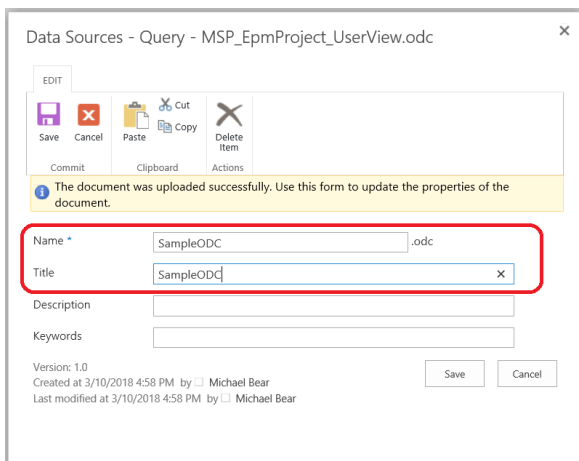 Data Sources - Query - MSP_EpmProject_UserView.odc
EDIT
Save Cancel Paste Cut Copy Delete Item
Commit Clipboard Actions
The document was uploaded successfully. Use this form to update the properties of the
document.
Name * SampleODC .odc
Title SampleODC
Description
Keywords
Version: 1.0
Created at 3/10/2018 4:58 PM by Michael Bear
Last modified at 3/10/2018 4:58 PM by Michael Bear
Save Cancel